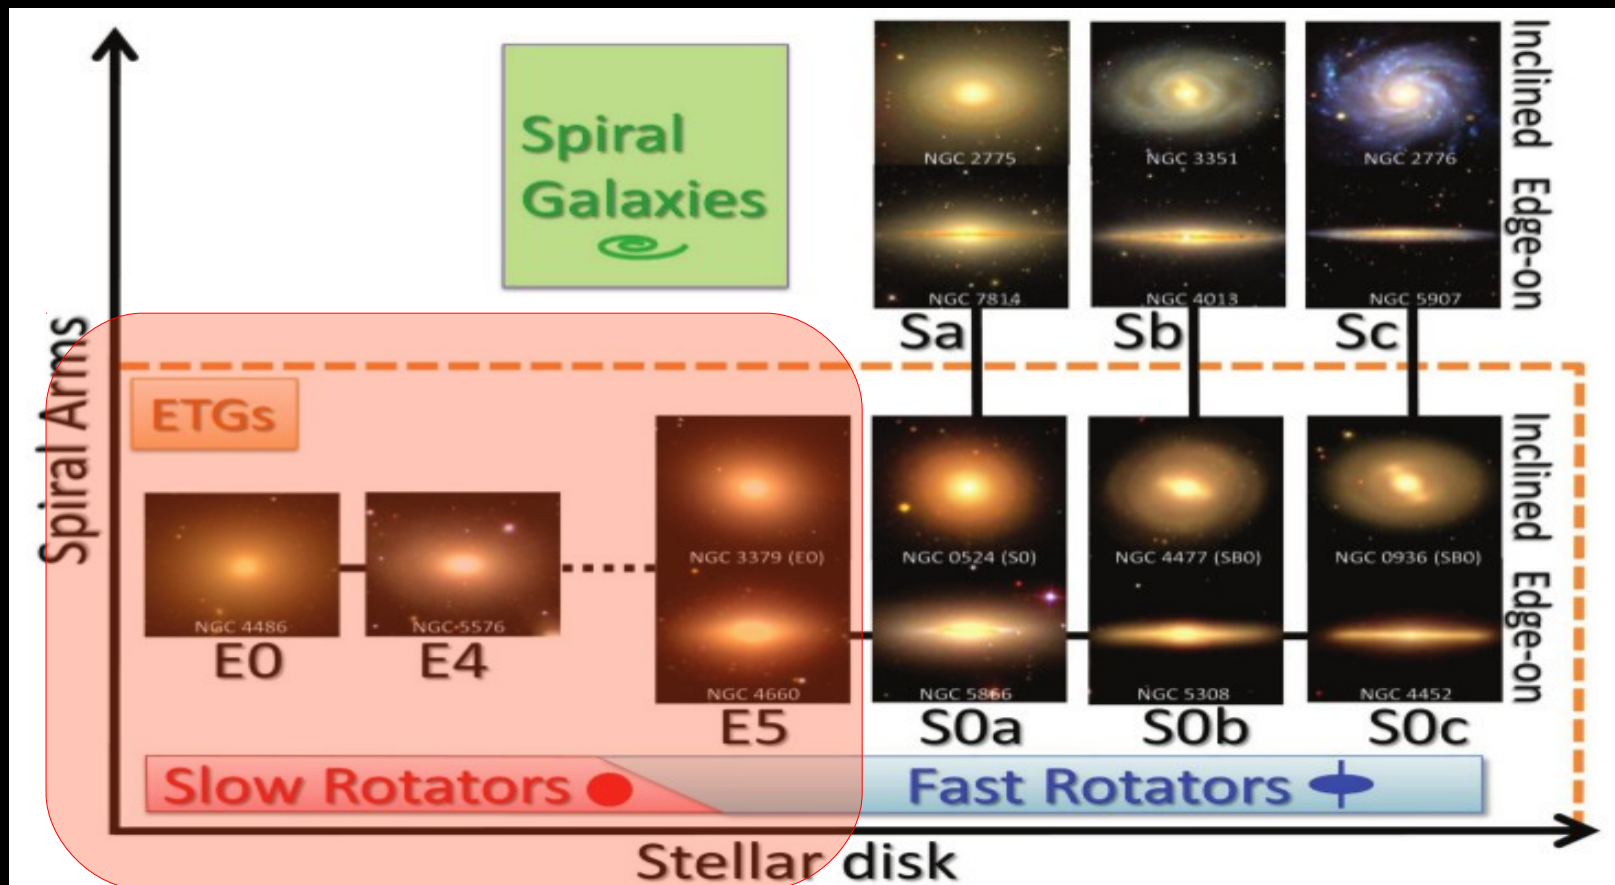 Spiral
Galaxies
NGC 2775
NGC 3351
NGC 2776
Inclined
NGC 7814
NGC 4013
NGC 5907
Edge-on
Sa
Sb
Sc
Spiral Arms
ETGs
NGC 4486
E0
NGC 5576
E4
NGC 3379 (E0)
NGC 0524 (S0)
NGC 4477 (SB0)
NGC 0936 (SB0)
Inclined
NGC 4660
NGC 5866
NGC 5308
NGC 4452
Edge-on
E5
S0a
S0b
S0c
Slow Rotators
Fast Rotators
Stellar disk